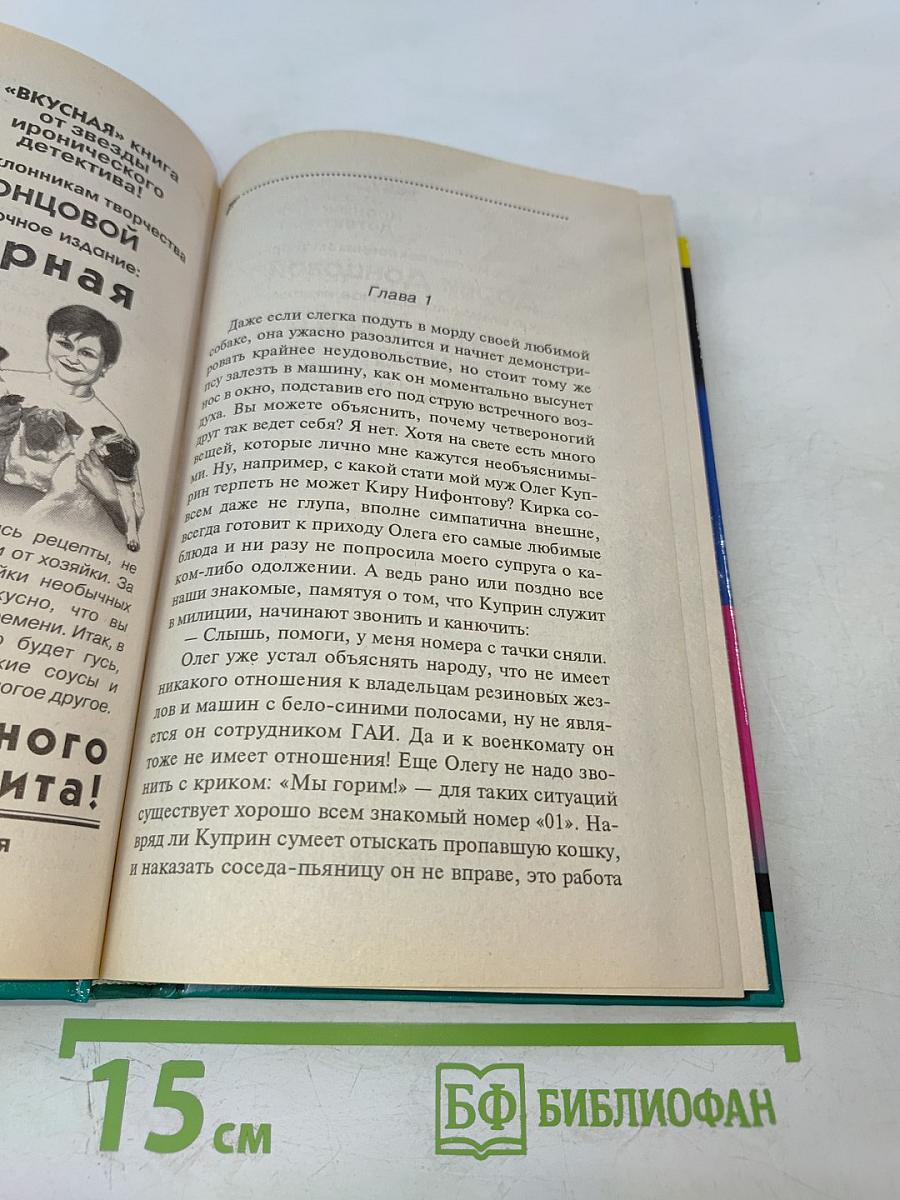 «ВКУСНАЯ» книга
от звезды
иронического
детектива!
клонникам творчества
ОНЦОВОЙ
очное издание:
рная
сь рецепты, не
и от хозяйки. За
йки необычных
кусно, что вы
ремени. Итак, в
о будет гусь,
кие соусы и
ногое другое.
ного
ита!
я
Глава 1
Даже если слегка подуть в морду своей любимой
собаке, она ужасно разозлится и начнет демонстри-
ровать крайнее неудовольствие, но стоит тому же
псу залезть в машину, как он моментально высунет
нос в окно, подставив его под струю встречного воз-
духа. Вы можете объяснить, почему четвероногий
друг так ведет себя? Я нет. Хотя на свете есть много
вещей, которые лично мне кажутся необъяснимы-
ми. Ну, например, с какой стати мой муж Олег Куп-
рин терпеть не может Киру Нифонтову? Кирка со-
всем даже не глупа, вполне симпатична внешне,
всегда готовит к приходу Олега его самые любимые
блюда и ни разу не попросила моего супруга о ка-
ком-либо одолжении. А ведь рано или поздно все
наши знакомые, памятуя о том, что Куприн служит
в милиции, начинают звонить и канючить:
— Слышь, помоги, у меня номера с тачки сняли.
Олег уже устал объяснять народу, что не имеет
никакого отношения к владельцам резиновых жез-
лов и машин с бело-синими полосами, ну не явля-
ется он сотрудником ГАИ. Да и к военкомату он
тоже не имеет отношения! Еще Олегу не надо зво-
нить с криком: «Мы горим!» — для таких ситуаций
существует хорошо всем знакомый номер «01». На-
вряд ли Куприн сумеет отыскать пропавшую кошку,
и наказать соседа-пьяницу он не вправе, это работа
15 см
БФ БИБЛИОФАН